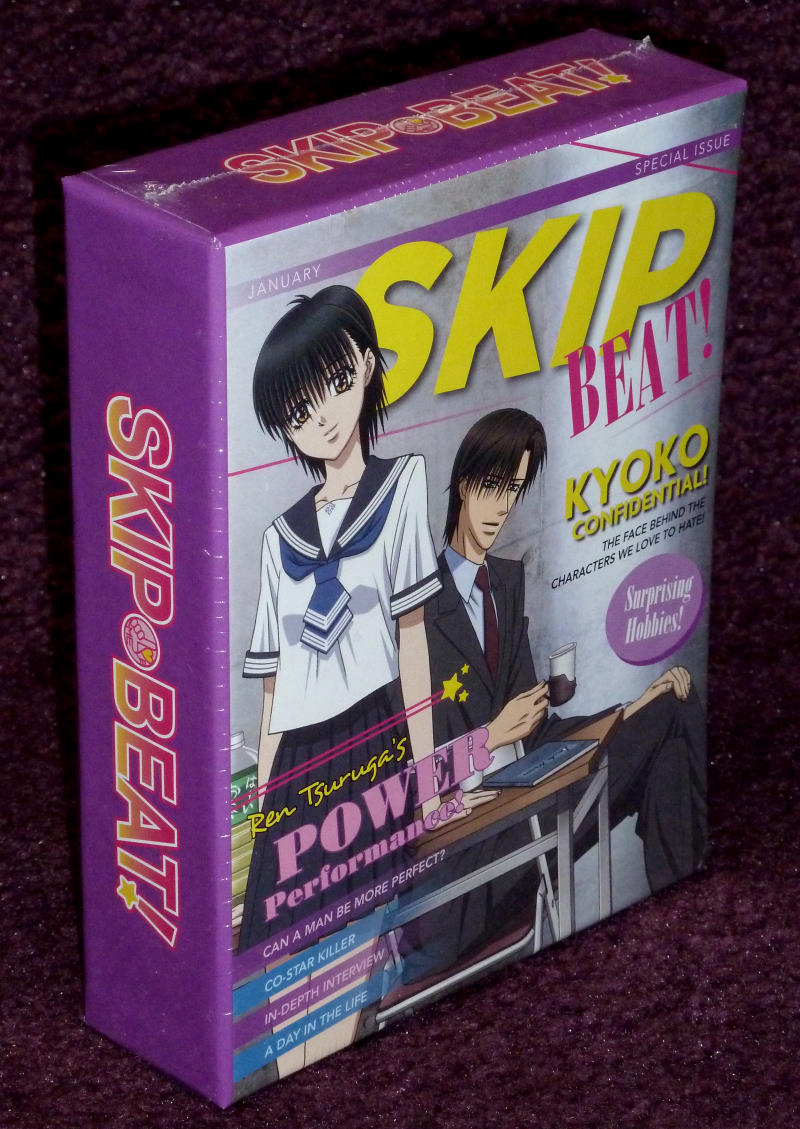 SKIP BEAT!
SKIP BEAT!
JANUARY
SPECIAL ISSUE
SKIP
BEAT!
KYOKO
CONFIDENTIAL!
THE FACE BEHIND THE
CHARACTERS WE LOVE TO HATE!
Surprising
Hobbies!
Ren Tsuruga's
POWER
Performance!
CAN A MAN BE MORE PERFECT?
CO-STAR KILLER
IN-DEPTH INTERVIEW
A DAY IN THE LIFE